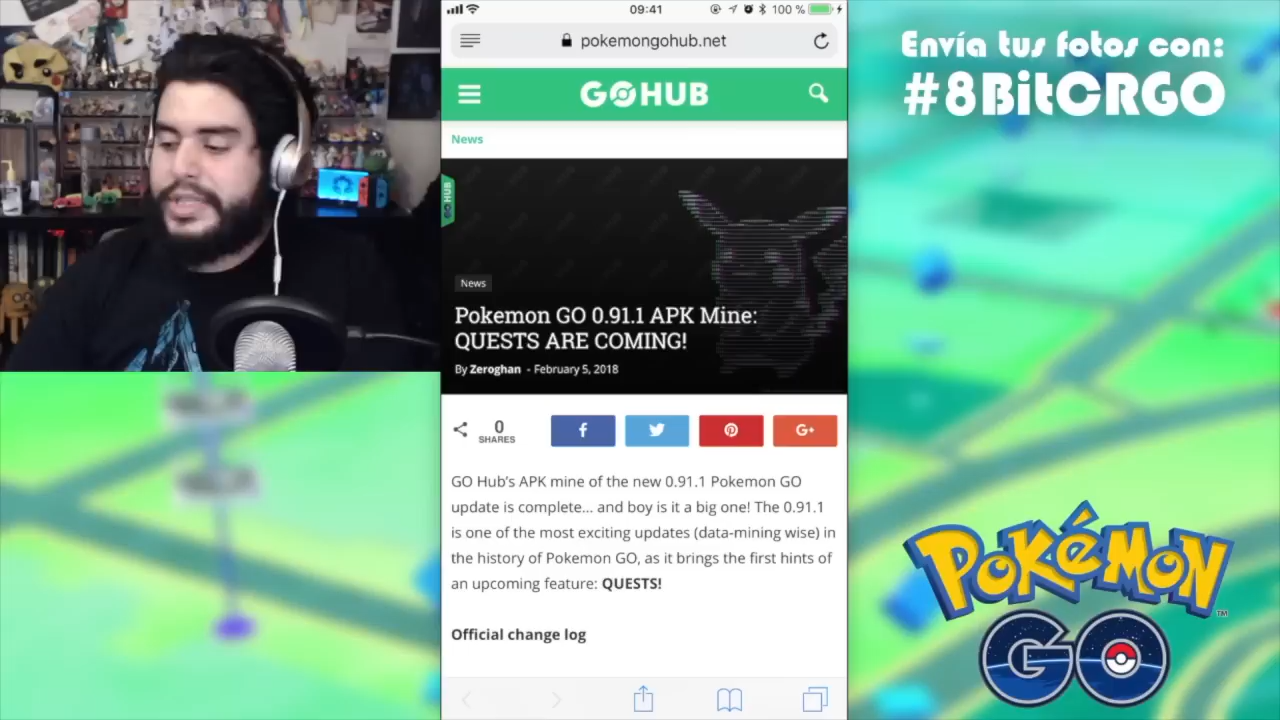 09:41
100 %
pokemongohub.net
GOHUB
News
GO HUB
News
Pokemon GO 0.91.1 APK Mine:
QUESTS ARE COMING!
By Zeroghan - February 5, 2018
0
SHARES
f
G+
GO Hub's APK mine of the new 0.91.1 Pokemon GO
update is complete... and boy is it a big one! The 0.91.1
is one of the most exciting updates (data-mining wise) in
the history of Pokemon GO, as it brings the first hints of
an upcoming feature: QUESTS!
Official change log
Envía tus fotos con:
#8BitCRGO
POKÉMON
TM
GO